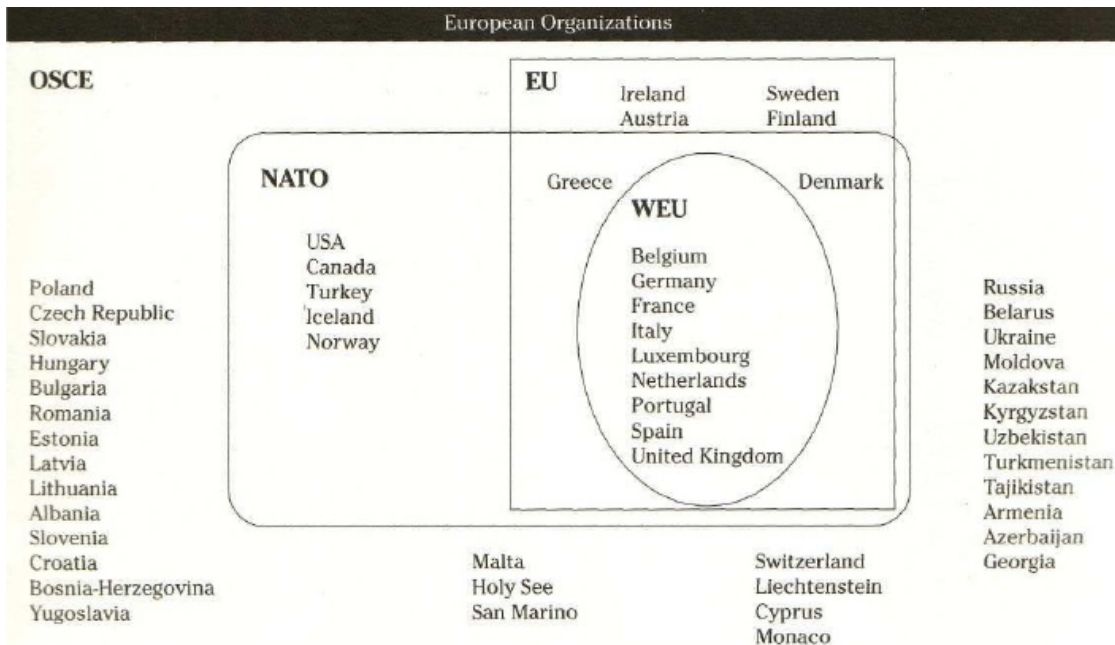 European Organizations
OSCE
EU
Ireland
Austria
Sweden
Finland
NATO
USA
Canada
Turkey
Iceland
Norway
Greece
Denmark
WEU
Belgium
Germany
France
Italy
Luxembourg
Netherlands
Portugal
Spain
United Kingdom
Poland
Czech Republic
Slovakia
Hungary
Bulgaria
Romania
Estonia
Latvia
Lithuania
Albania
Slovenia
Croatia
Bosnia-Herzegovina
Yugoslavia
Malta
Holy See
San Marino
Switzerland
Liechtenstein
Cyprus
Monaco
Russia
Belarus
Ukraine
Moldova
Kazakstan
Kyrgyzstan
Uzbekistan
Turkmenistan
Tajikistan
Armenia
Azerbaijan
Georgia